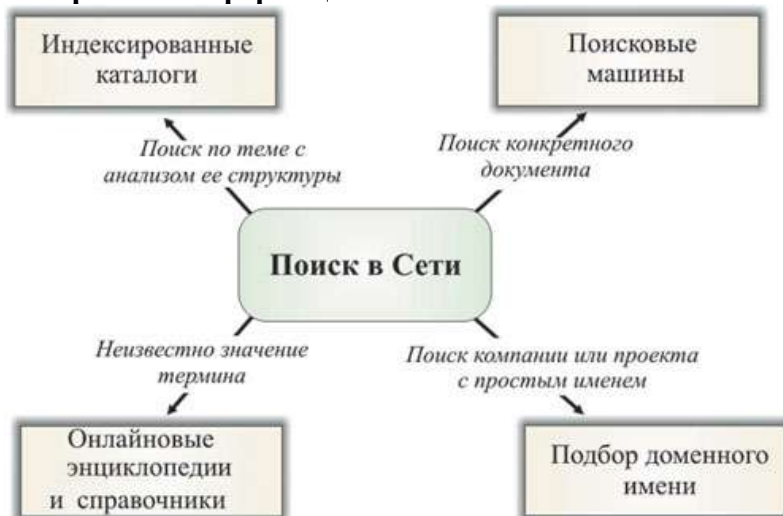 Индексированные
каталоги
Поисковые
машины
Поиск по теме с
анализом ее структуры
Поиск конкретного
документа
Поиск в Сети
Неизвестно значение
термина
Поиск компании или проекта
с простым именем
Онлайновые
энциклопедии
и справочники
Подбор доменного
имени